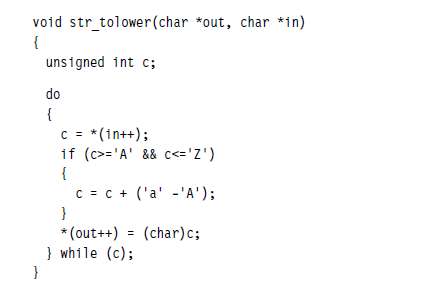 void str_tolower(char *out, char *in)
{
  unsigned int c;

  do
  {
    c = *(in++);
    if (c>='A' && c<='Z')
    {
      c = c + ('a' -'A');
    }
    *(out++) = (char)c;
  } while (c);
}